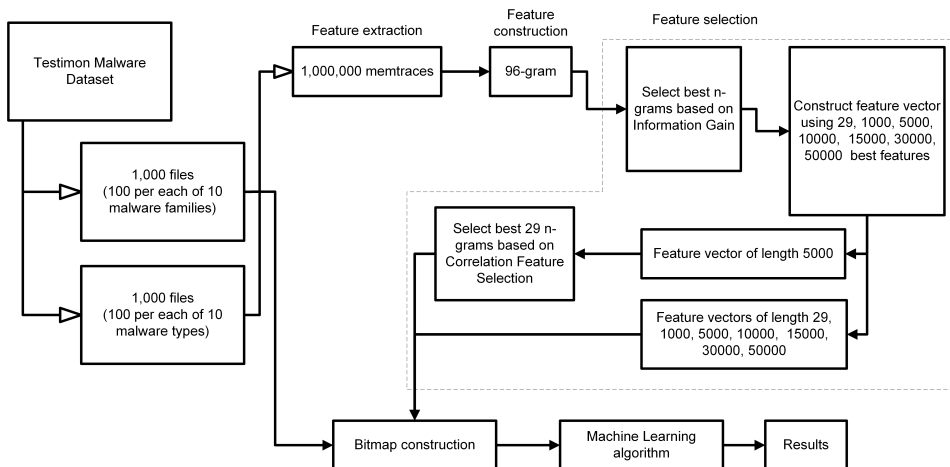 Feature extraction
Feature
construction
Feature selection
Testimon Malware
Dataset
1,000,000 memtraces
96-gram
Select best n-
grams based on
Information Gain
Construct feature vector
using 29, 1000, 5000,
10000, 15000, 30000,
50000 best features
1,000 files
(100 per each of 10
malware families)
Select best 29 n-
grams based on
Correlation Feature
Selection
Feature vector of length 5000
1,000 files
(100 per each of 10
malware types)
Feature vectors of length 29,
1000, 5000, 10000, 15000,
30000, 50000
Bitmap construction
Machine Learning
algorithm
Results